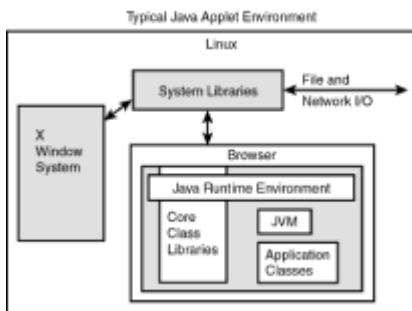 Typical Java Applet Environment
Linux
System Libraries
File and
Network I/O
X
Window
System
Browser
Java Runtime Environment
Core
Class
Libraries
JVM
Application
Classes